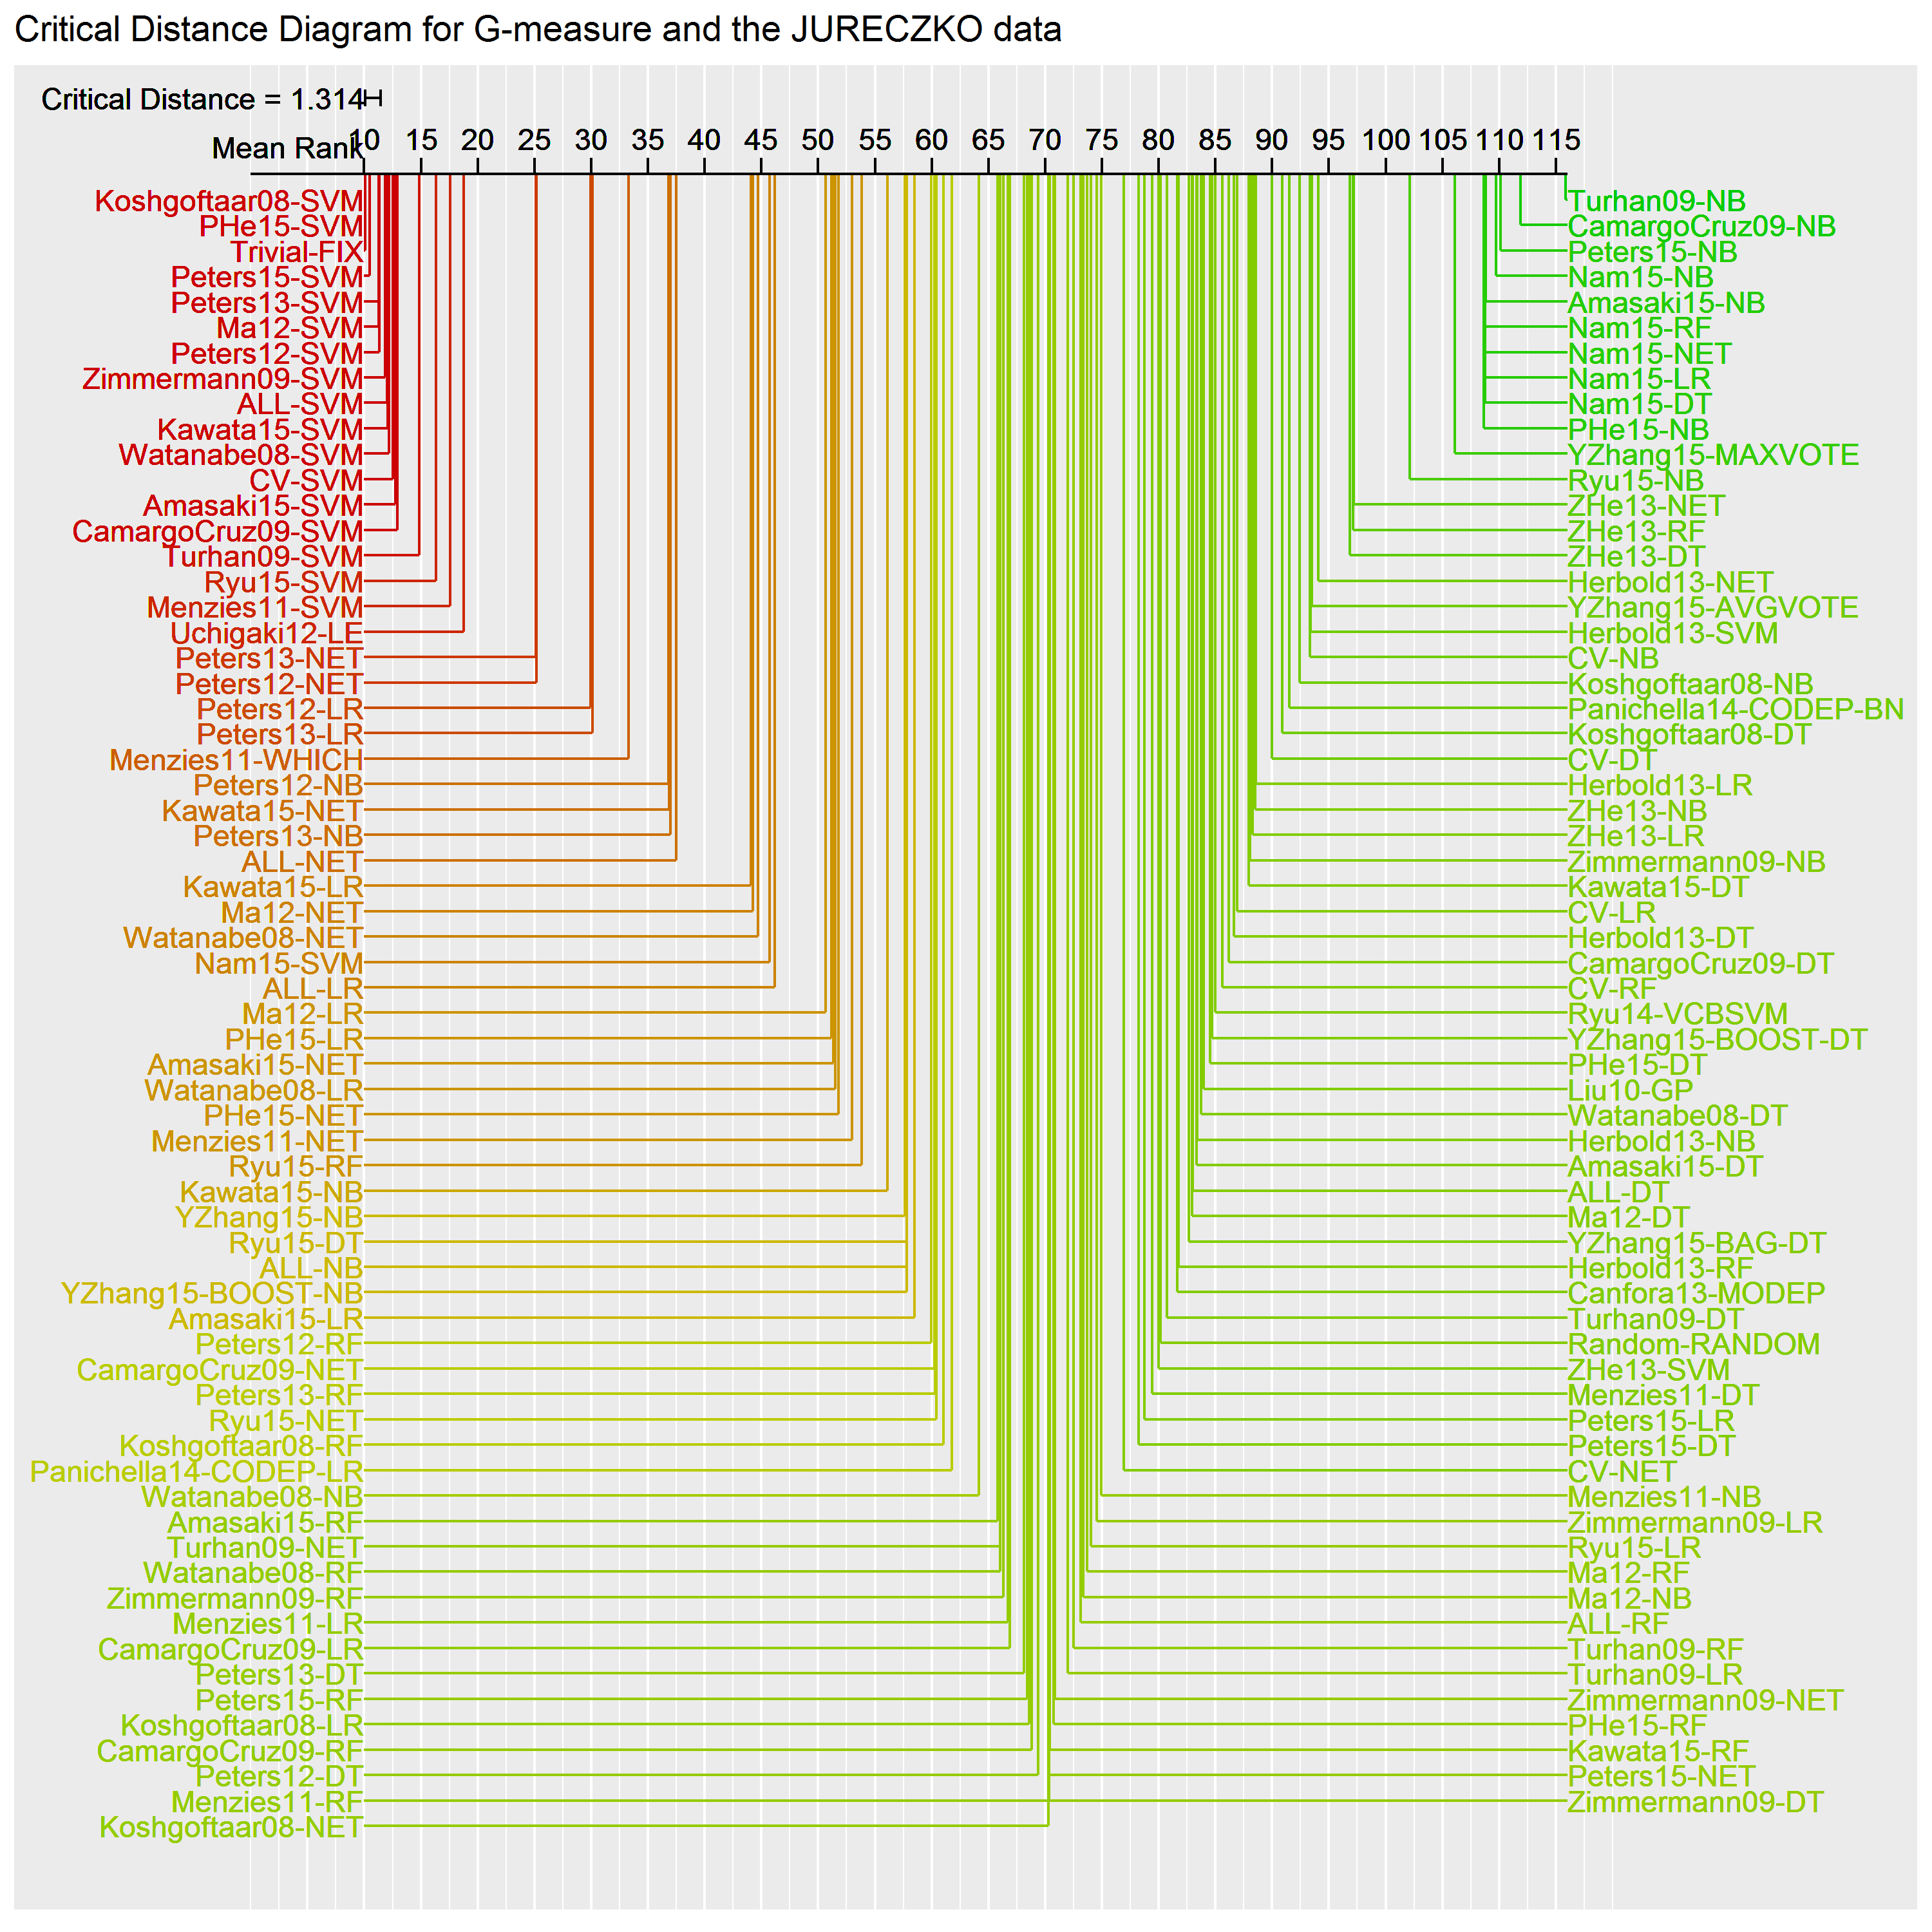 Critical Distance Diagram for G-measure and the JURECZKO data
Critical Distance = 1.314
Mean Rank
10 15 20 25 30 35 40 45 50 55 60 65 70 75 80 85 90 95 100 105 110 115
Koshgoftaar08-SVM
PHe15-SVM
Trivial-FIX
Peters15-SVM
Peters13-SVM
Ma12-SVM
Peters12-SVM
Zimmermann09-SVM
ALL-SVM
Kawata15-SVM
Watanabe08-SVM
CV-SVM
Amasaki15-SVM
CamargoCruz09-SVM
Turhan09-SVM
Ryu15-SVM
Menzies11-SVM
Uchigaki12-LE
Peters13-NET
Peters12-NET
Peters12-LR
Peters13-LR
Menzies11-WHICH
Peters12-NB
Kawata15-NET
Peters13-NB
ALL-NET
Kawata15-LR
Ma12-NET
Watanabe08-NET
Nam15-SVM
ALL-LR
Ma12-LR
PHe15-LR
Amasaki15-NET
Watanabe08-LR
PHe15-NET
Menzies11-NET
Ryu15-RF
Kawata15-NB
YZhang15-NB
Ryu15-DT
ALL-NB
YZhang15-BOOST-NB
Amasaki15-LR
Peters12-RF
CamargoCruz09-NET
Peters13-RF
Ryu15-NET
Koshgoftaar08-RF
Panichella14-CODEP-LR
Watanabe08-NB
Amasaki15-RF
Turhan09-NET
Watanabe08-RF
Zimmermann09-RF
Menzies11-LR
CamargoCruz09-LR
Peters13-DT
Peters15-RF
Koshgoftaar08-LR
CamargoCruz09-RF
Peters12-DT
Menzies11-RF
Koshgoftaar08-NET
Turhan09-NB
CamargoCruz09-NB
Peters15-NB
Nam15-NB
Amasaki15-NB
Nam15-RF
Nam15-NET
Nam15-LR
Nam15-DT
PHe15-NB
YZhang15-MAXVOTE
Ryu15-NB
ZHe13-NET
ZHe13-RF
ZHe13-DT
Herbold13-NET
YZhang15-AVGVOTE
Herbold13-SVM
CV-NB
Koshgoftaar08-NB
Panichella14-CODEP-BN
Koshgoftaar08-DT
CV-DT
Herbold13-LR
ZHe13-NB
ZHe13-LR
Zimmermann09-NB
Kawata15-DT
CV-LR
Herbold13-DT
CamargoCruz09-DT
CV-RF
Ryu14-VCBSVM
YZhang15-BOOST-DT
PHe15-DT
Liu10-GP
Watanabe08-DT
Herbold13-NB
Amasaki15-DT
ALL-DT
Ma12-DT
YZhang15-BAG-DT
Herbold13-RF
Canfora13-MODEP
Turhan09-DT
Random-RANDOM
ZHe13-SVM
Menzies11-DT
Peters15-LR
Peters15-DT
CV-NET
Menzies11-NB
Zimmermann09-LR
Ryu15-LR
Ma12-RF
Ma12-NB
ALL-RF
Turhan09-RF
Turhan09-LR
Zimmermann09-NET
PHe15-RF
Kawata15-RF
Peters15-NET
Zimmermann09-DT